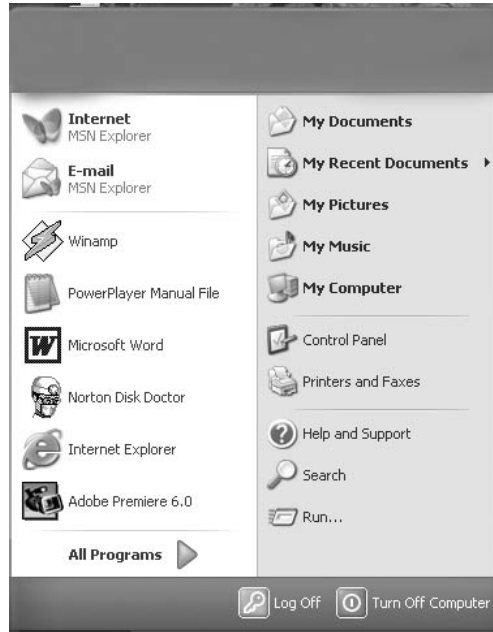 Internet
MSN Explorer
E-mail
MSN Explorer
Winamp
PowerPlayer Manual File
Microsoft Word
Norton Disk Doctor
Internet Explorer
Adobe Premiere 6.0
All Programs
My Documents
My Recent Documents
My Pictures
My Music
My Computer
Control Panel
Printers and Faxes
Help and Support
Search
Run...
Log Off
Turn Off Computer